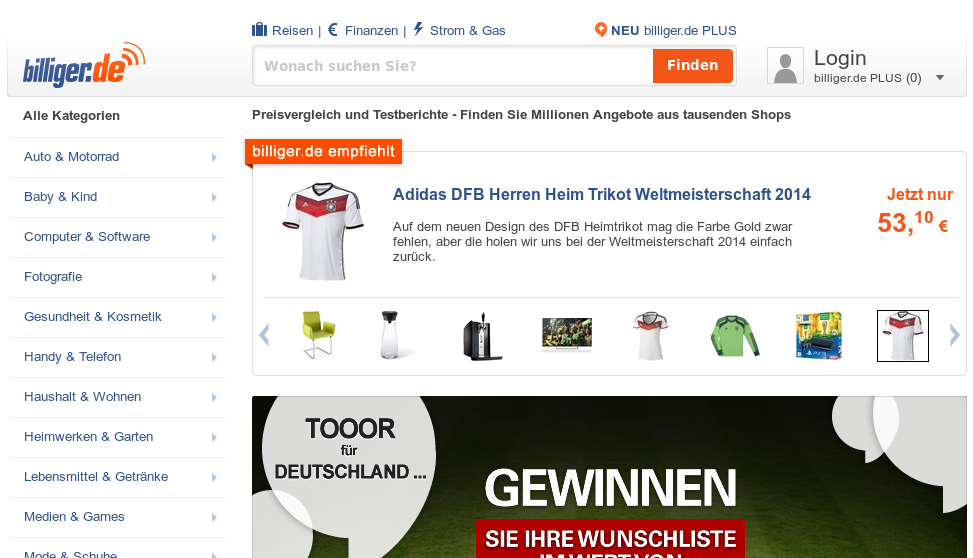 Reisen | Finanzen | Strom & Gas
NEU billiger.de PLUS
billiger.de
Wonach suchen Sie?
Finden
Login
billiger.de PLUS (0)
Alle Kategorien
Auto & Motorrad
Baby & Kind
Computer & Software
Fotografie
Gesundheit & Kosmetik
Handy & Telefon
Haushalt & Wohnen
Heimwerken & Garten
Lebensmittel & Getränke
Medien & Games
Mode & Schuhe
Preisvergleich und Testberichte - Finden Sie Millionen Angebote aus tausenden Shops
billiger.de empfiehlt
Adidas DFB Herren Heim Trikot Weltmeisterschaft 2014
Auf dem neuen Design des DFB Heimtrikot mag die Farbe Gold zwar
fehlen, aber die holen wir uns bei der Weltmeisterschaft 2014 einfach
zurück.
Jetzt nur
53,10 €
TOOOR
für
DEUTSCHLAND ...
GEWINNEN
SIE IHRE WUNSCHLISTE
IM WERT VON